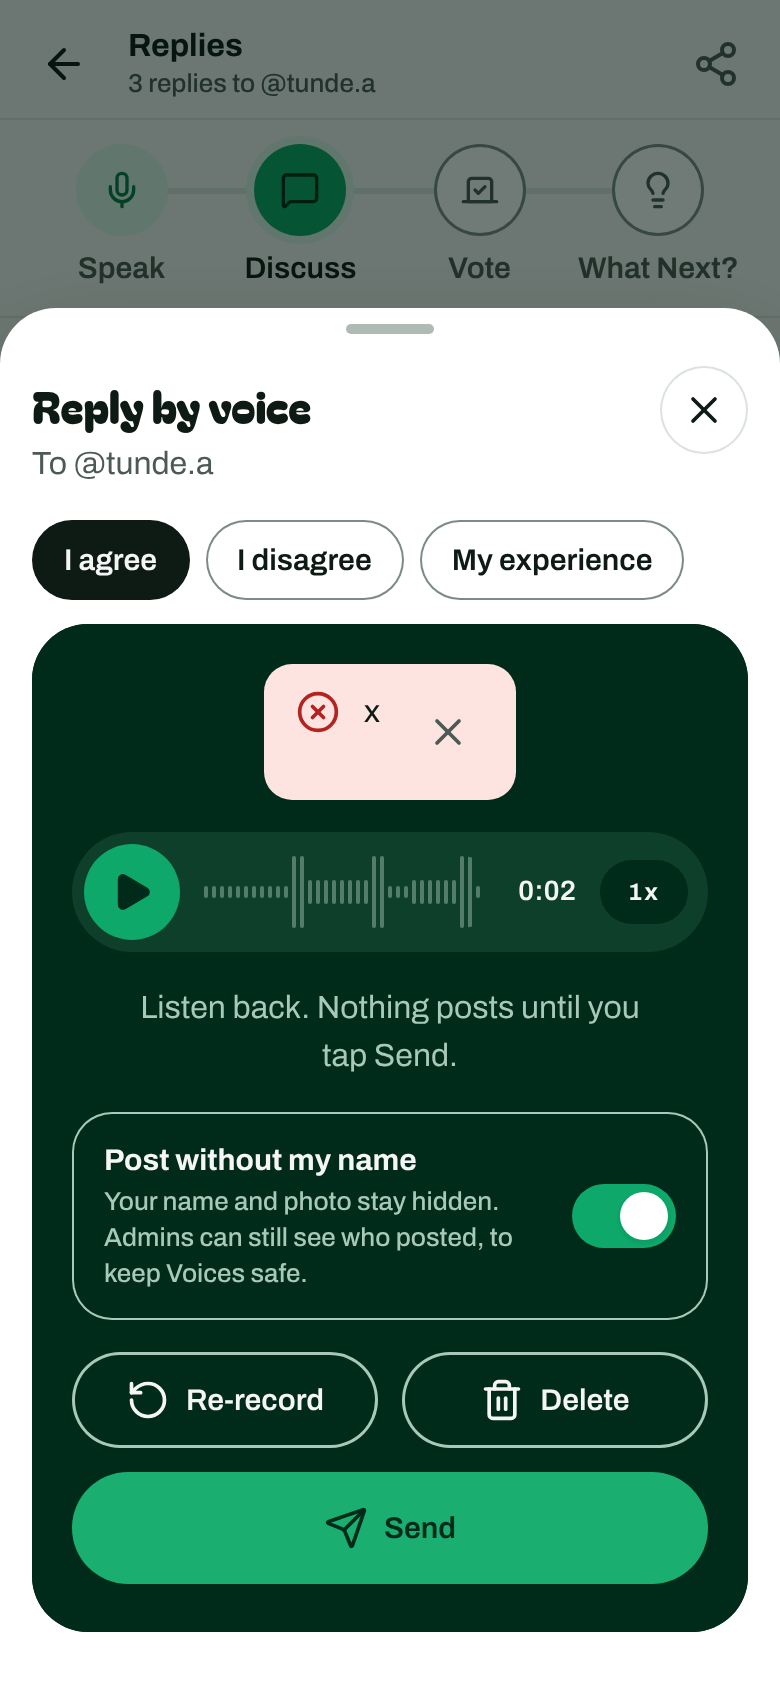 Replies
3 replies to @tunde.a
Speak
Discuss
Vote
What Next?
Reply by voice
To @tunde.a
I agree
I disagree
My experience
x
0:02
1x
Listen back. Nothing posts until you
tap Send.
Post without my name
Your name and photo stay hidden.
Admins can still see who posted, to
keep Voices safe.
Re-record
Delete
Send